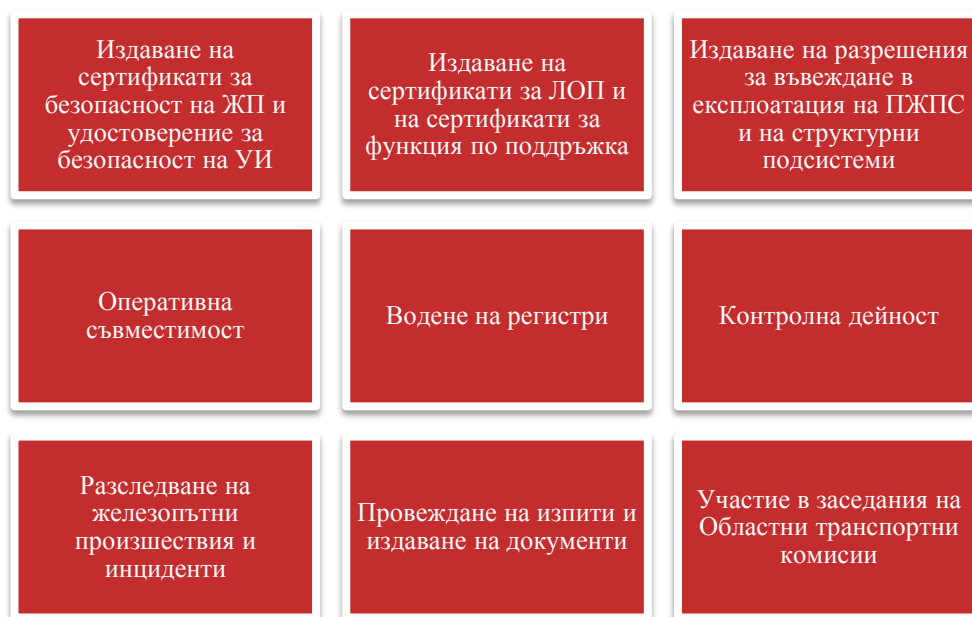 Издаване на
сертификати за
безопасност на ЖП и
удостоверение за
безопасност на УИ
Издаване на
сертификати за ЛОП и
на сертификати за
функция по поддръжка
Издаване на разрешения
за въвеждане в
експлоатация на ПЖПС
и на структурни
подсистеми
Оперативна
съвместимост
Водене на регистри
Контролна дейност
Разследване на
железопътни
произшествия и
инциденти
Провеждане на изпити и
издаване на документи
Участие в заседания на
Областни транспортни
комисии